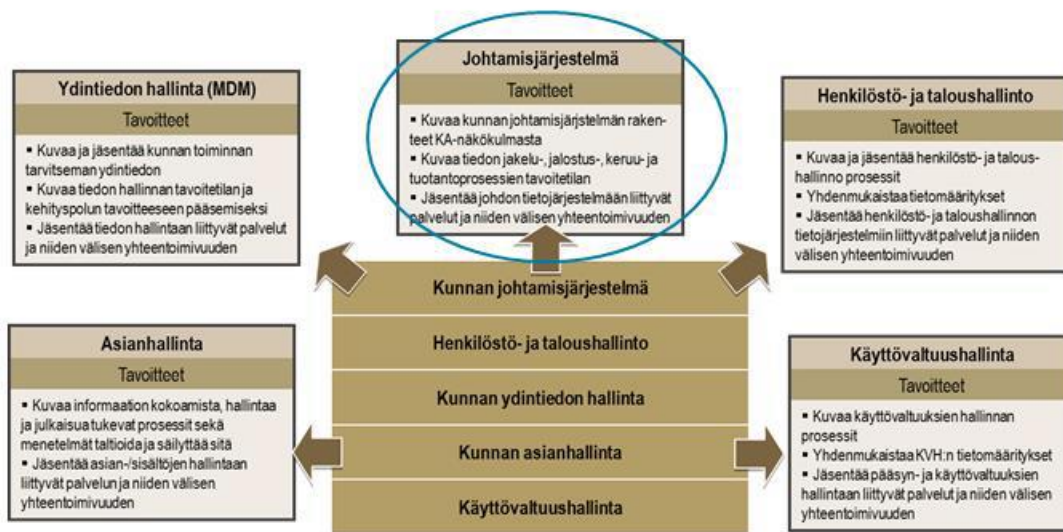 Johtamisjärjestelmä
Tavoitteet
▪ Kuvaa kunnan johtamisjärjstelmän raken-
teet KA-näkökulmasta
▪ Kuvaa tiedon jakelu-, jalostus-, keruu- ja
tuotantoprosessien tavoitetilan
▪ Jäsentää johdon tietojärjestelmään liittyvät
palvelut ja niiden välisen yhteentoimivuuden
Ydintiedon hallinta (MDM)
Tavoitteet
▪ Kuvaa ja jäsentää kunnan toiminnan
tarvitseman ydintiedon
▪ Kuvaa tiedon hallinnan tavoitetilan ja
kehityspolun tavoitteeseen pääsemiseksi
▪ Jäsentää tiedon hallintaan liittyvät palvelut
ja niiden välisen yhteentoimivuuden
Henkilöstö- ja taloushallinto
Tavoitteet
▪ Kuvaa ja jäsentää henkilöstö- ja talous-
hallinno prosessit
▪ Yhdenmukaistaa tietomääritykset
▪ Jäsentää henkilöstö- ja taloushallinnon
tietojärjestelmiin liittyvät palvelut ja niiden
välisen yhteentoimivuuden
Kunnan johtamisjärjestelmä
Henkilöstö- ja taloushallinto
Kunnan ydintiedon hallinta
Kunnan asianhallinta
Käyttövaltuushallinta
Asianhallinta
Tavoitteet
▪ Kuvaa informaation kokoamista, hallintaa
ja julkaisua tukevat prosessit sekä
menetelmät taltioida ja säilyttää sitä
▪ Jäsentää asian-/sisältöjen hallintaan
liittyvät palvelun ja niiden välisen
yhteentoimivuuden
Käyttövaltuushallinta
Tavoitteet
▪ Kuvaa käyttövaltuuksien hallinnan
prosessit
▪ Yhdenmukaistaa KVH:n tietomääritykset
▪ Jäsentää pääsyn- ja käyttövaltuuksien
hallintaan liittyvät palvelut ja niiden välisen
yhteentoimivuuden